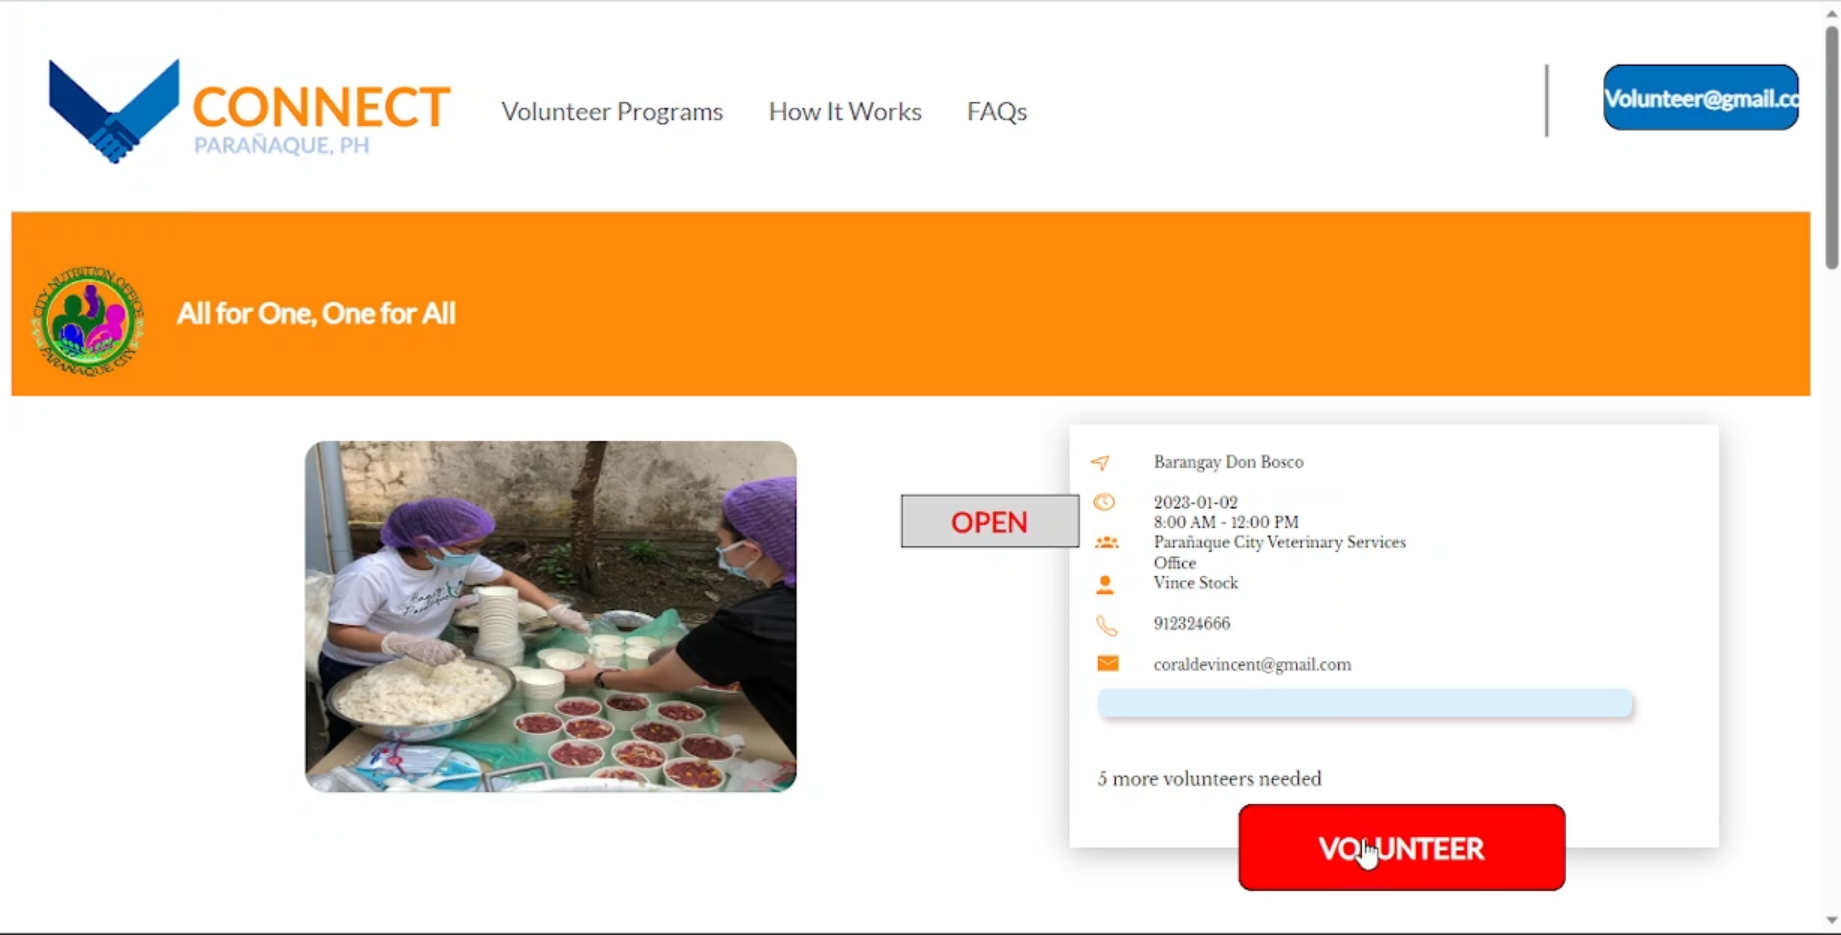 CONNECT
PARAÑAQUE, PH
Volunteer Programs
How It Works
FAQs
Volunteer@gmail.co
CITY NUTRITION OFFICE
PARAÑAQUE CITY
All for One, One for All
OPEN
Barangay Don Bosco
2023-01-02
8:00 AM - 12:00 PM
Parañaque City Veterinary Services
Office
Vince Stock
912324666
coraldevincent@gmail.com
5 more volunteers needed
VOLUNTEER